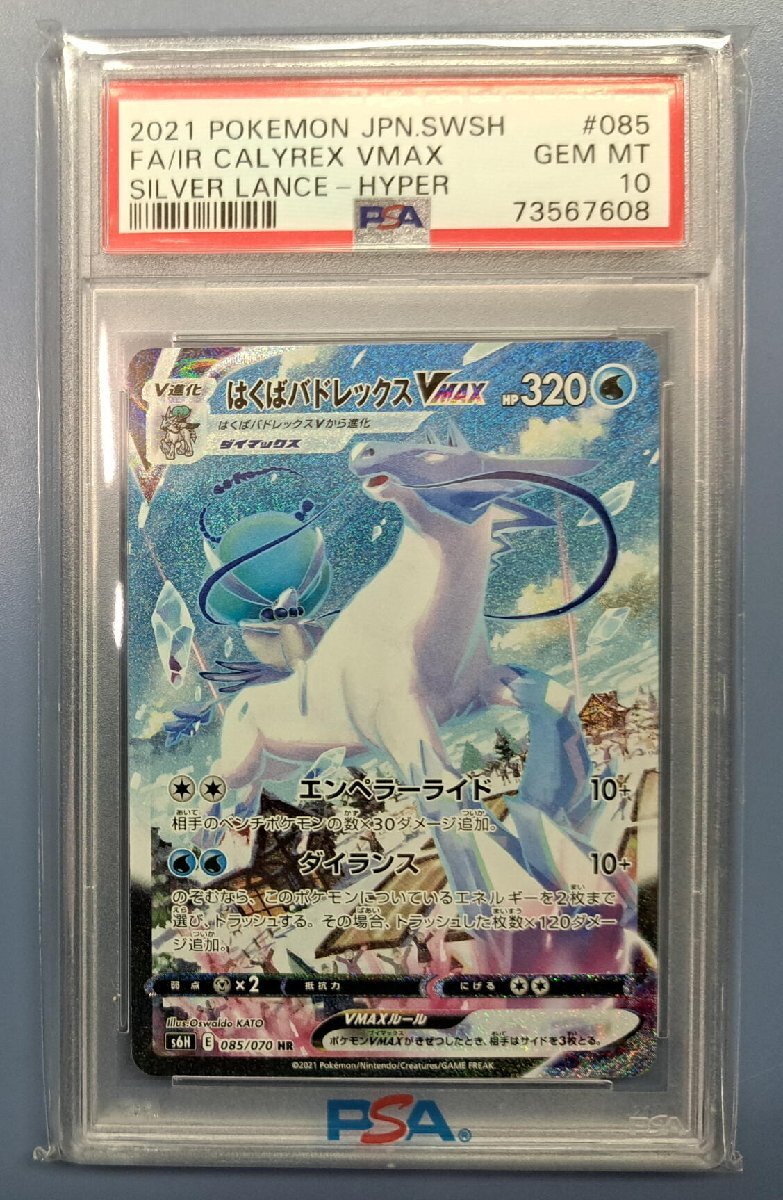 2021 POKEMON JPN.SWSH #085
FA/IR CALYREX VMAX GEM MT
SILVER LANCE-HYPER 10
PSA 73567608
V進化 はくばバドレックスVMAX HP320
はくばバドレックスVから進化
ダイマックス
エンペラーライド 10+
相手のベンチポケモンの数×30ダメージ追加。
ダイランス 10+
のぞむなら、このポケモンについているエネルギーを2枚まで
選び、トラッシュする。その場合、トラッシュした枚数×120ダメー
ジ追加。
弱点 ×2 抵抗力 にげる
Illus. Oswaldo KATO
VMAXルール
s6H E 085/070 HR
ポケモンVMAXがきぜつしたとき、相手はサイドを3枚とる。
©2021 Pokémon/Nintendo/Creatures/GAME FREAK
PSA®
PSA